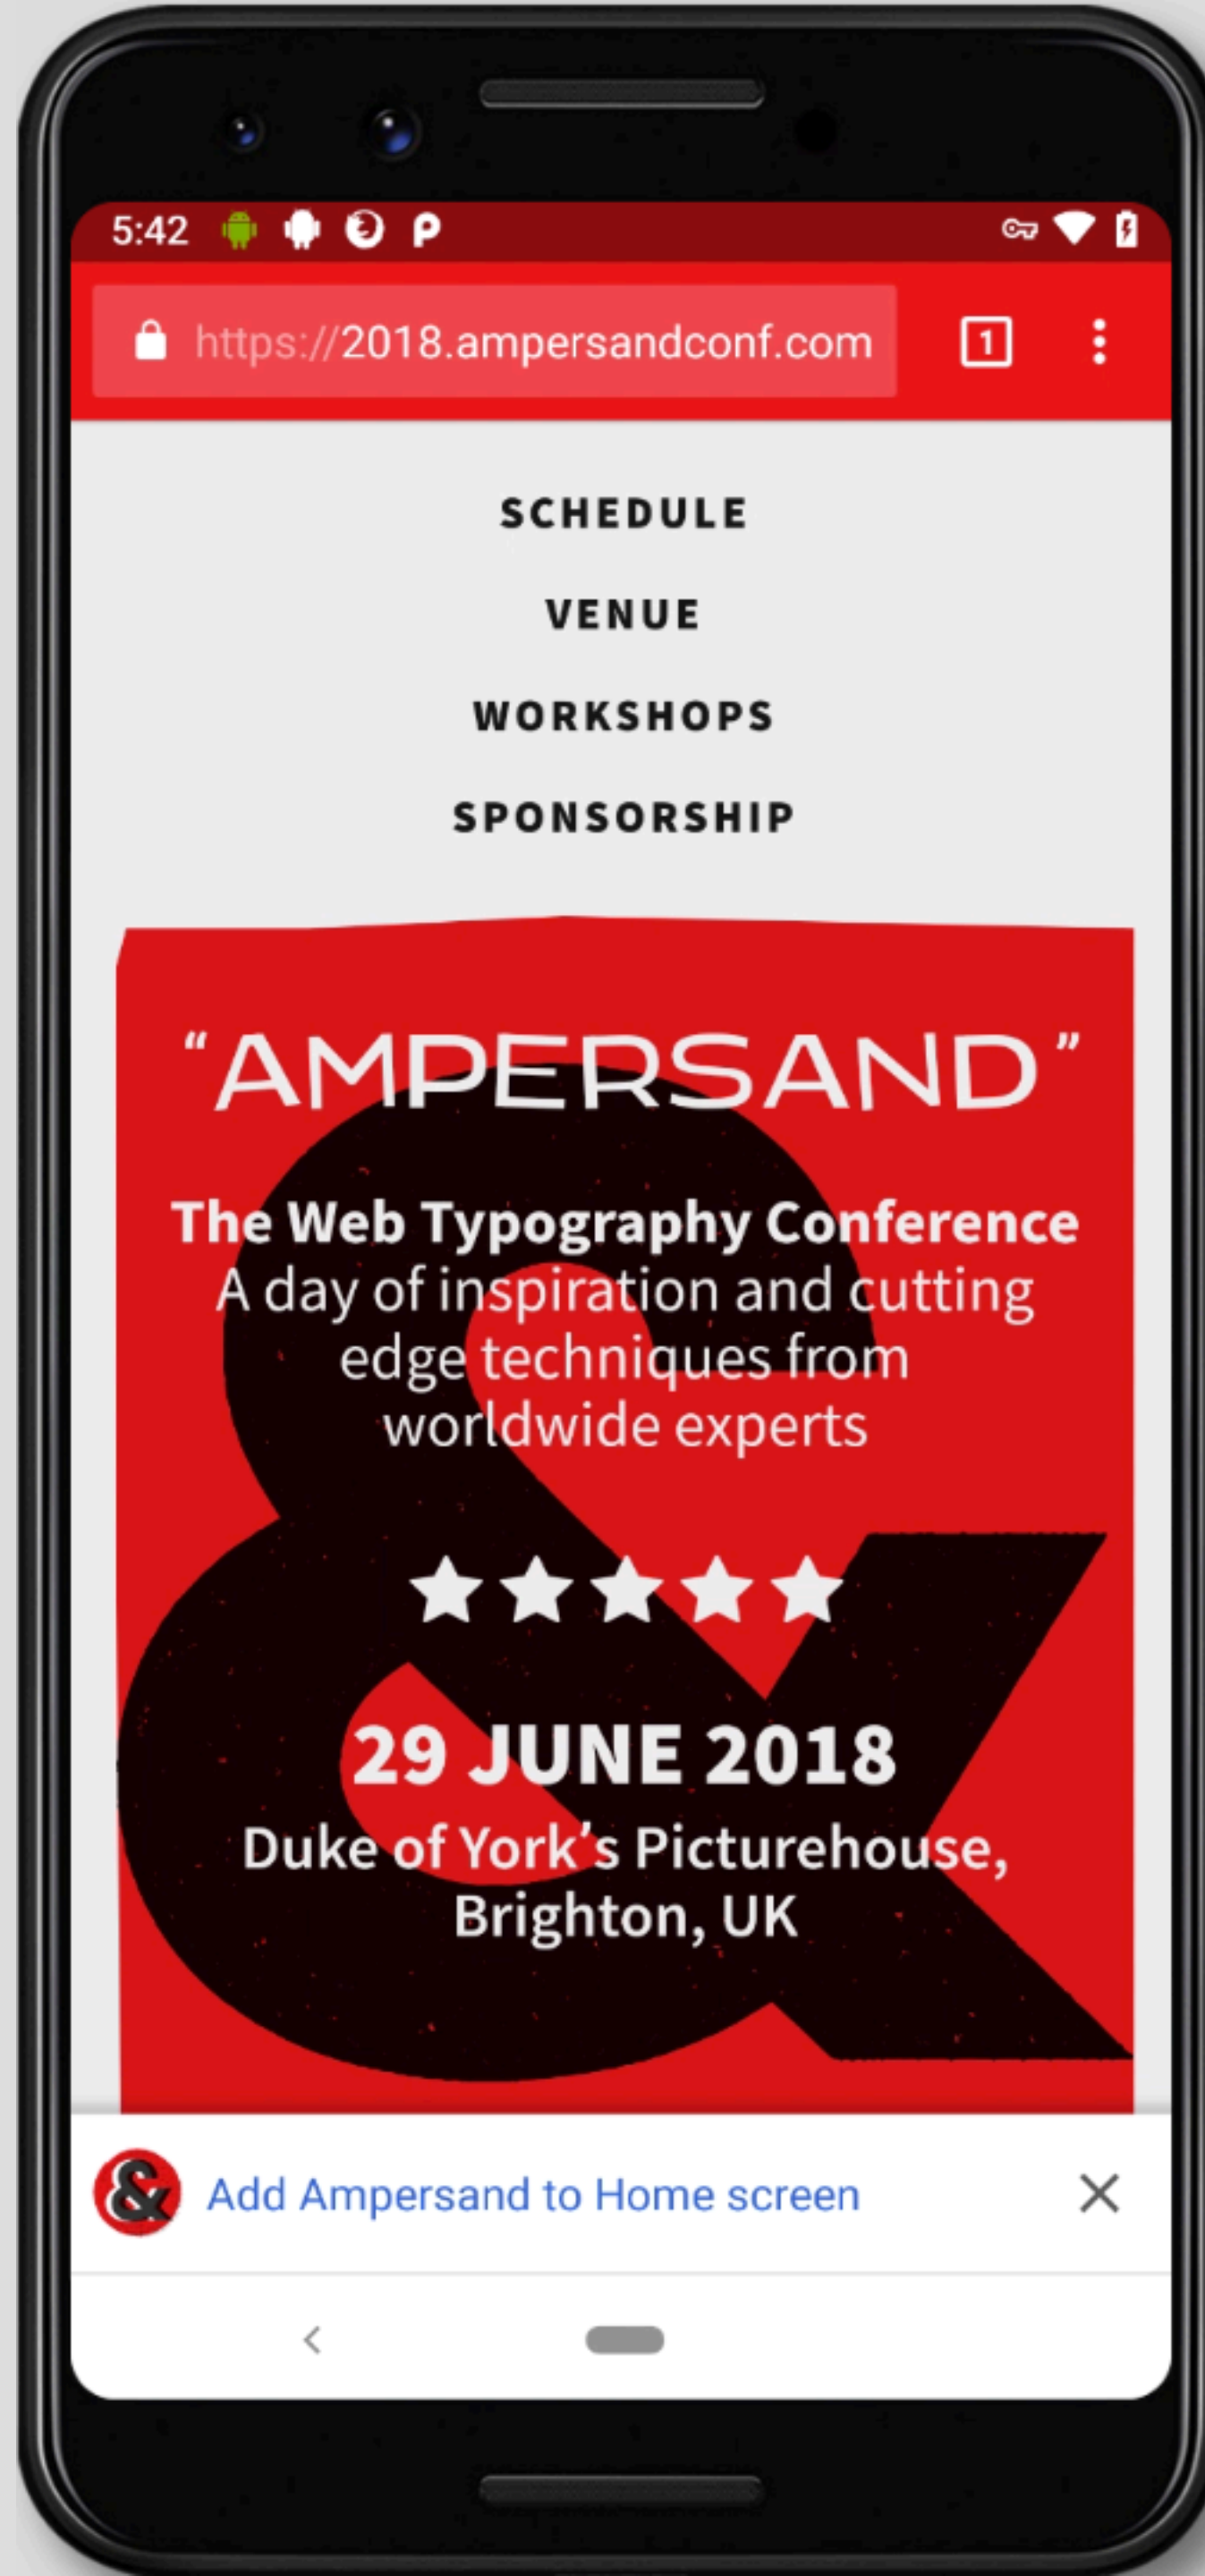 5:42
https://2018.ampersandconf.com
1
SCHEDULE
VENUE
WORKSHOPS
SPONSORSHIP
“AMPERSAND”
The Web Typography Conference
A day of inspiration and cutting
edge techniques from
worldwide experts
29 JUNE 2018
Duke of York’s Picturehouse,
Brighton, UK
&
& Add Ampersand to Home screen